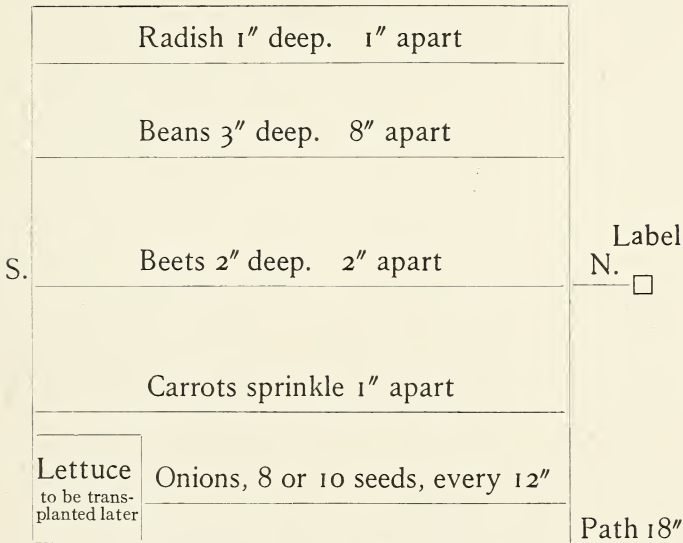 Radish 1" deep. 1" apart
Beans 3" deep. 8" apart
Label
S.
Beets 2" deep. 2" apart
N.
Carrots sprinkle 1" apart
Lettuce
to be trans-
planted later
Onions, 8 or 10 seeds, every 12"
Path 18"